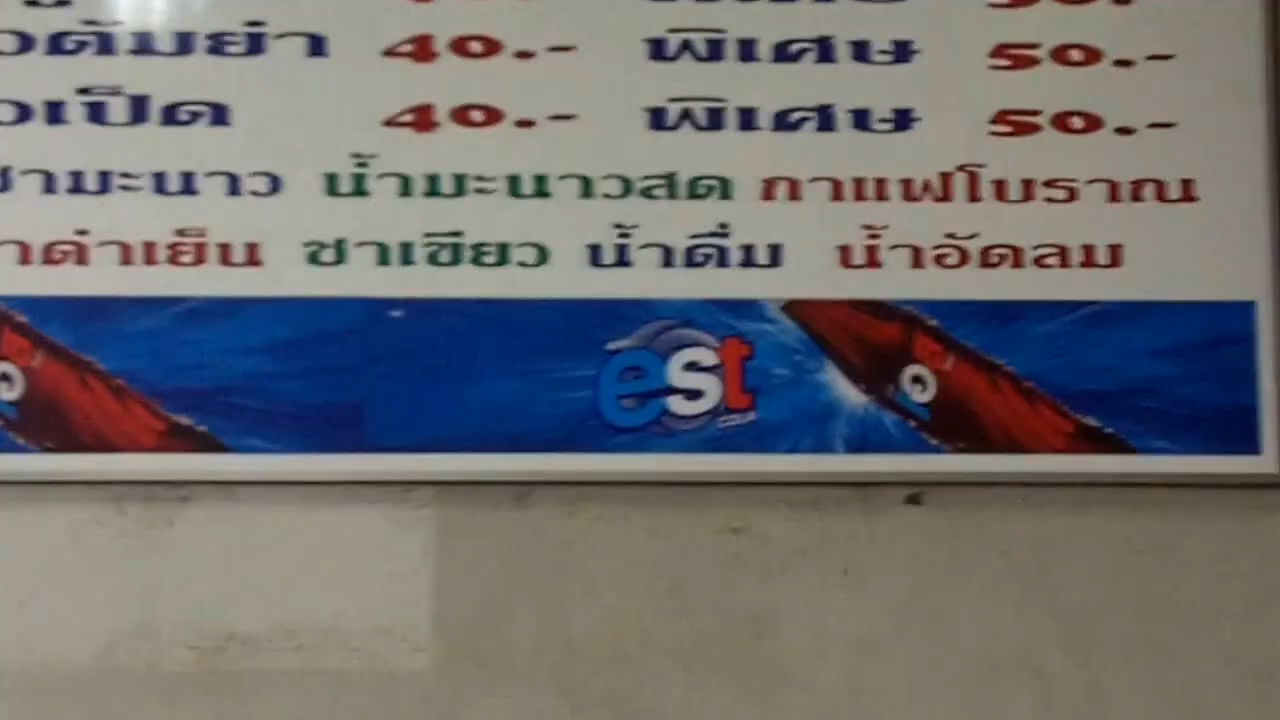 ต้มยำ 40.- พิเศษ 50.-
เป็ด 40.- พิเศษ 50.-
ชามะนาว น้ำมะนาวสด กาแฟโบราณ
ดำเย็น ชาเขียว น้ำดื่ม น้ำอัดลม
est